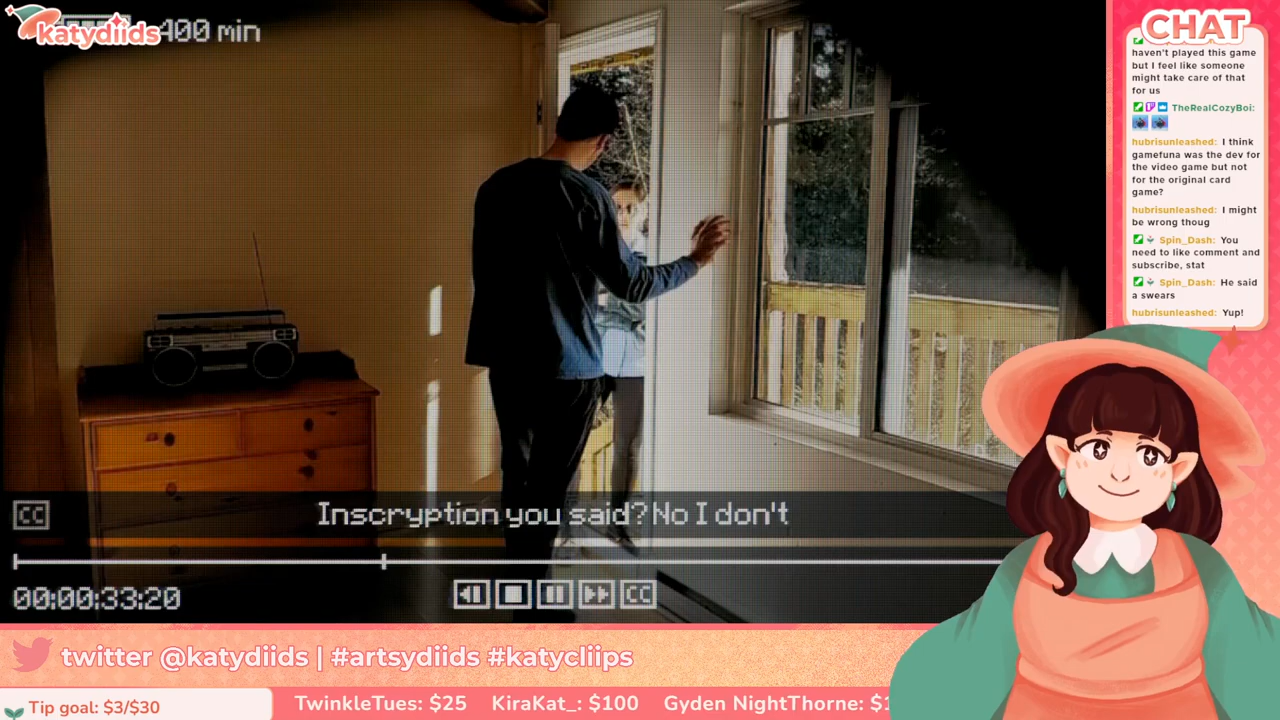 katydiids
400 min
CHAT
haven't played this game
but I feel like someone
might take care of that
for us
TheRealCozyBoi:
hubrisunleashed: I think
gamefuna was the dev for
the video game but not
for the original card
game?
hubrisunleashed: I might
be wrong thoug
Spin_Dash: You
need to like comment and
subscribe, stat
Spin_Dash: He said
a swears
hubrisunleashed: Yup!
CC
Inscryption you said? No I don't
00:00:33:20
CC
twitter @katydiids | #artsydiids #katycliips
Tip goal: $3/$30
TwinkleTues: $25 KiraKat_: $100 Gyden NightThorne: